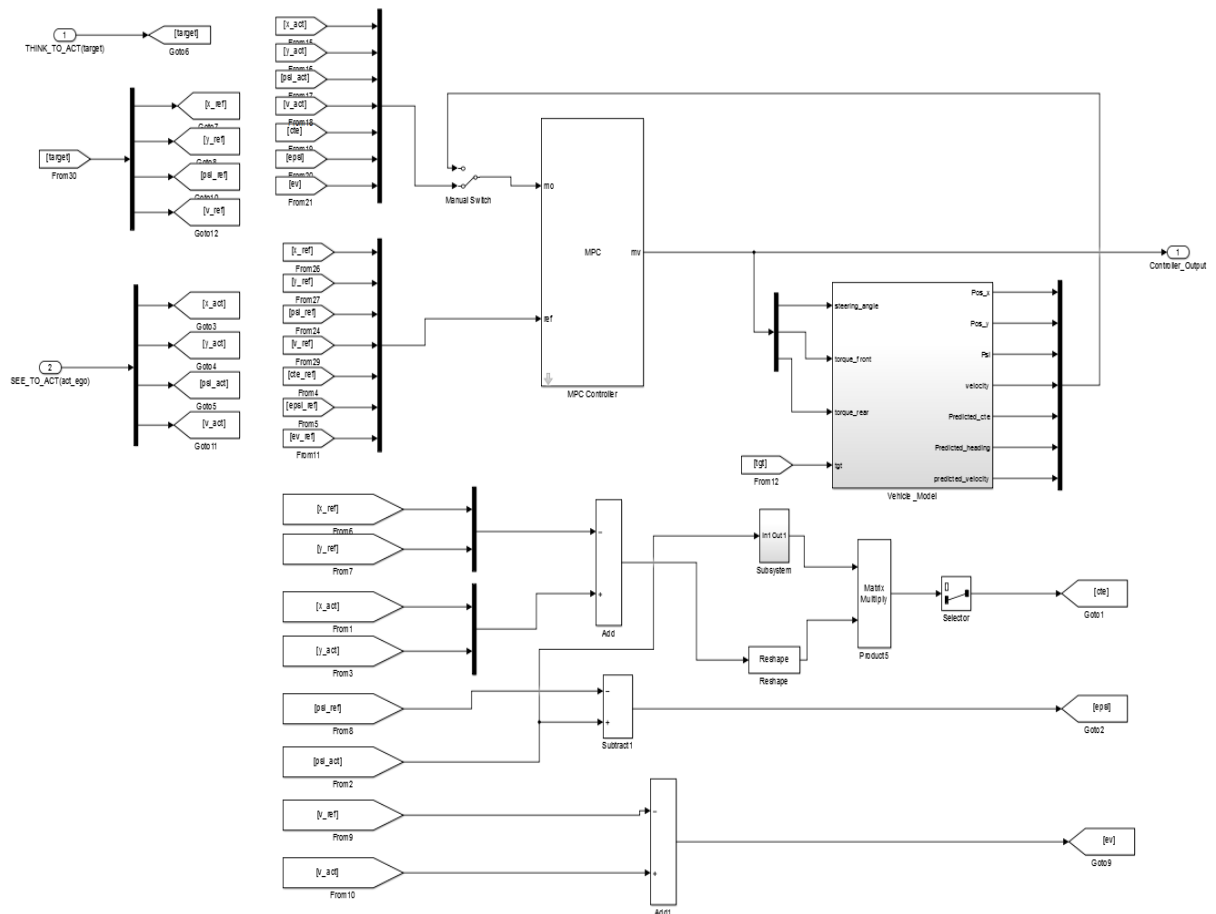 1
THINK_TO_ACT(target)
[target]
Goto6
[target]
From30
[x_ref]
Goto7
[y_ref]
Goto8
[psi_ref]
Goto10
[v_ref]
Goto12
2
SEE_TO_ACT(act_ego)
[x_act]
Goto3
[y_act]
Goto4
[psi_act]
Goto5
[v_act]
Goto11
[x_act]
From15
[y_act]
From16
[psi_act]
From17
[v_act]
From18
[cte]
From19
[epsi]
From20
[ev]
From21
Manual Switch
[x_ref]
From26
[y_ref]
From27
[psi_ref]
From24
[v_ref]
From29
[cte_ref]
From4
[epsi_ref]
From5
[ev_ref]
From11
mo
MPC
mv
ref
MPC Controller
1
Controller_Output
steering_angle
torque_front
torque_rear
tgt
Pos_x
Pos_y
Psi
velocity
Predicted_cte
Predicted_heading
predicted_velocity
Vehicle_Model
[tgt]
From12
[x_ref]
From6
[y_ref]
From7
[x_act]
From1
[y_act]
From3
−
+
Add
In1 Out1
Subsystem
Reshape
Reshape
Matrix
Multiply
Product5
[]
Selector
[cte]
Goto1
[psi_ref]
From8
[psi_act]
From2
−
+
Subtract1
[epsi]
Goto2
[v_ref]
From9
[v_act]
From10
−
+
Add1
[ev]
Goto9